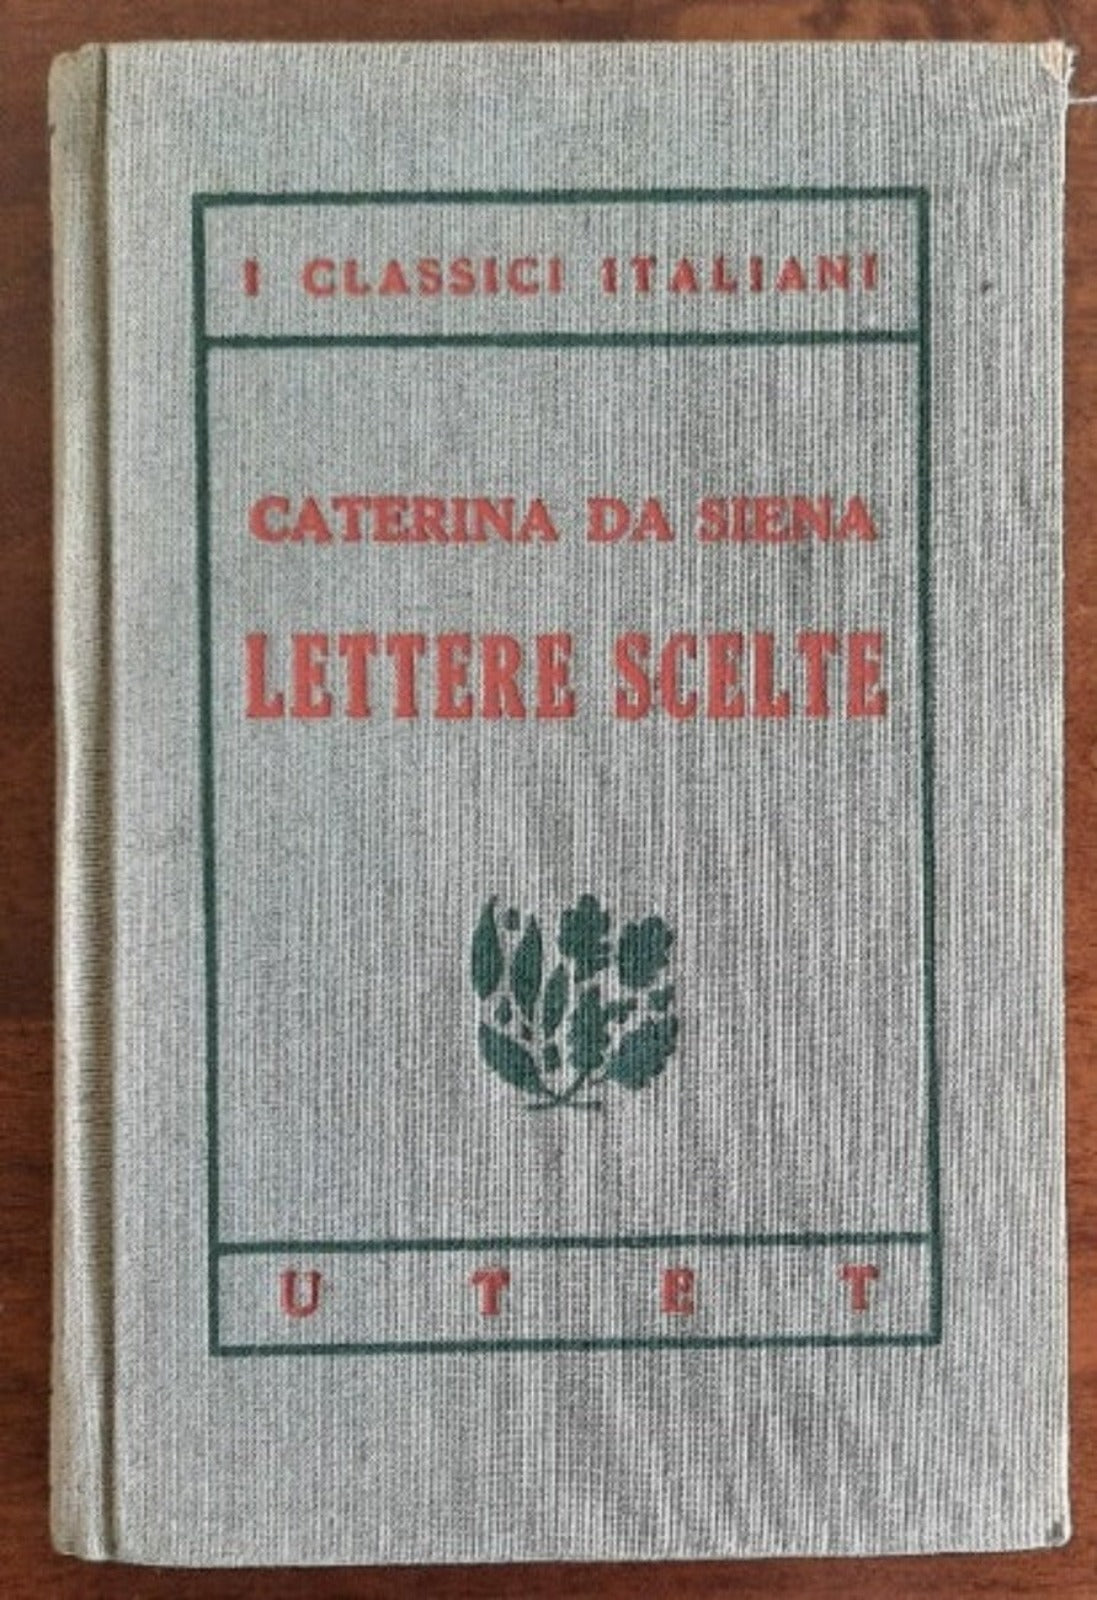 I CLASSICI ITALIANI
CATERINA DA SIENA
LETTERE SCELTE
U T E T